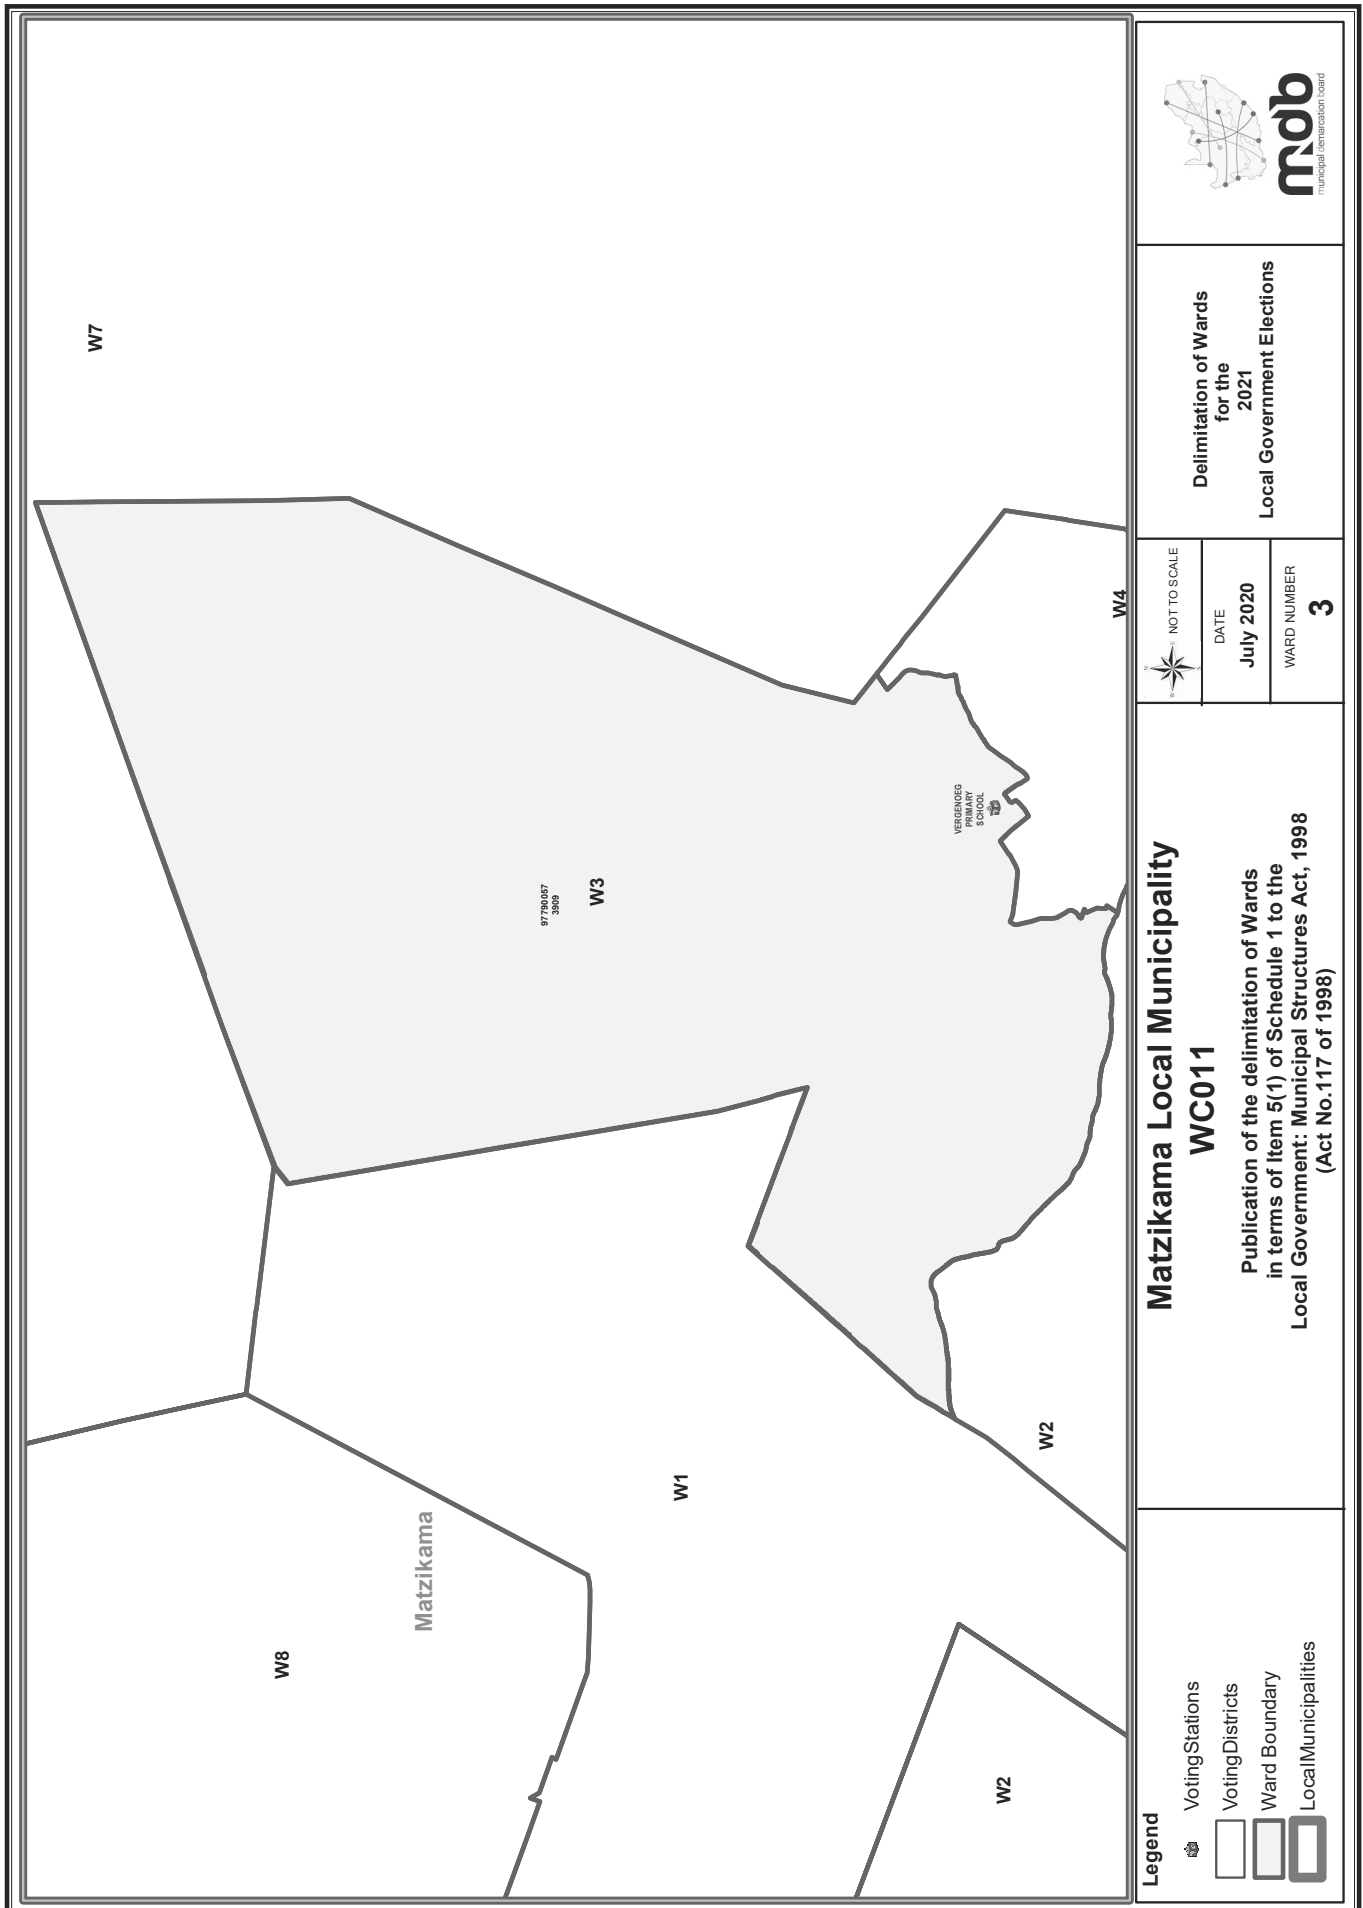 W7
W4
VERGENOEG
PRIMARY
SCHOOL
97790057
3909
W3
W1
W2
Matzikama
W8
W2
Legend
VotingStations
VotingDistricts
Ward Boundary
LocalMunicipalities
Matzikama Local Municipality
WC011
Publication of the delimitation of Wards
in terms of Item 5(1) of Schedule 1 to the
Local Government: Municipal Structures Act, 1998
(Act No.117 of 1998)
N
E
S
W
NOT TO SCALE
DATE
July 2020
WARD NUMBER
3
Delimitation of Wards
for the
2021
Local Government Elections
mdb
municipal demarcation board